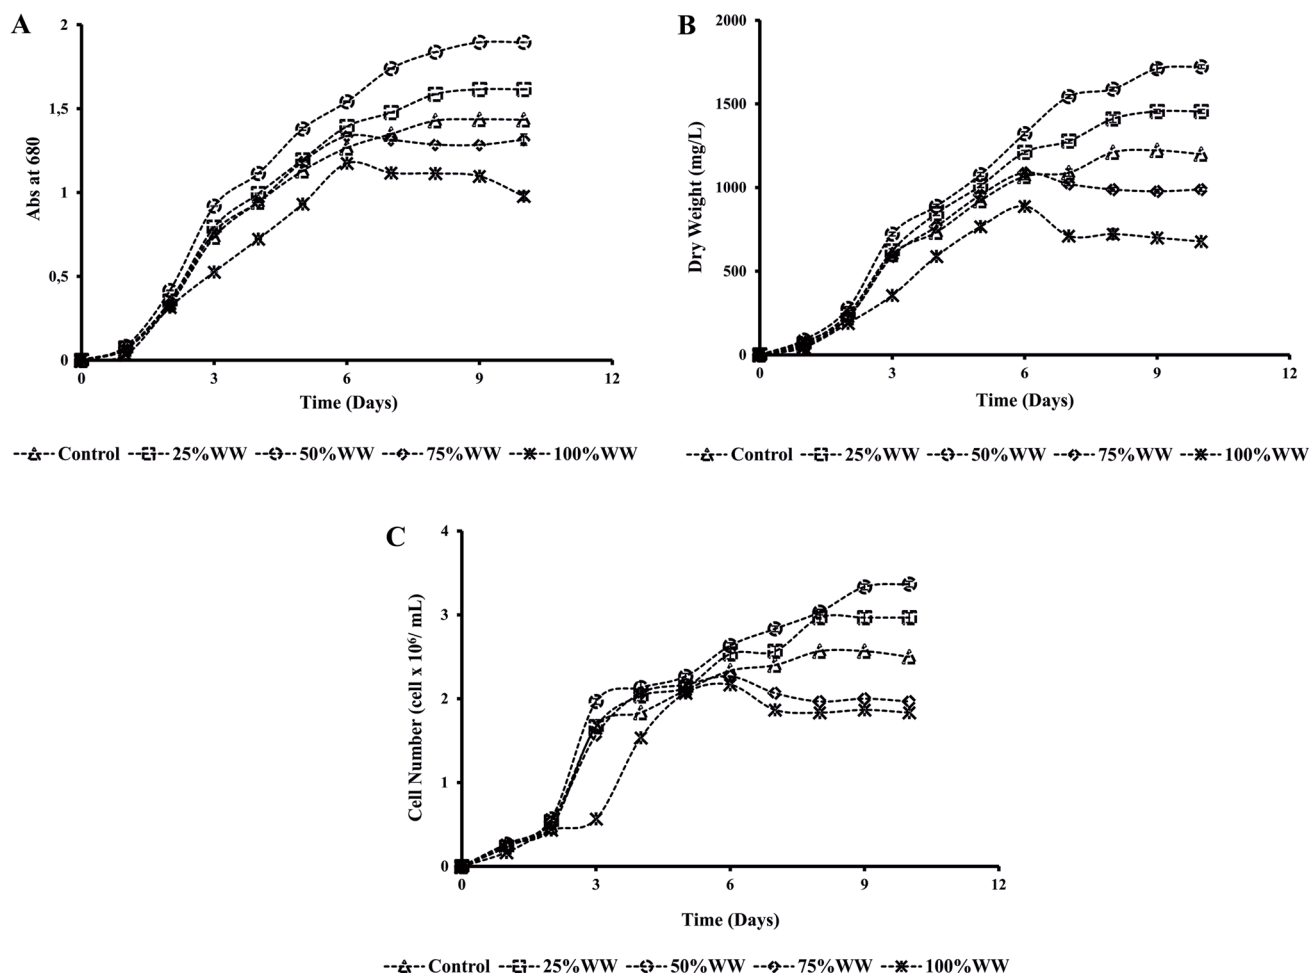 A
Abs at 680
2
1,5
1
0,5
0
0 3 6 9 12
Time (Days)
Control 25%WW 50%WW 75%WW 100%WW
B
Dry Weight (mg/L)
2000
1500
1000
500
0
0 3 6 9 12
Time (Days)
Control 25%WW 50%WW 75%WW 100%WW
C
Cell Number (cell x 10⁶/ mL)
4
3
2
1
0
0 3 6 9 12
Time (Days)
Control 25%WW 50%WW 75%WW 100%WW